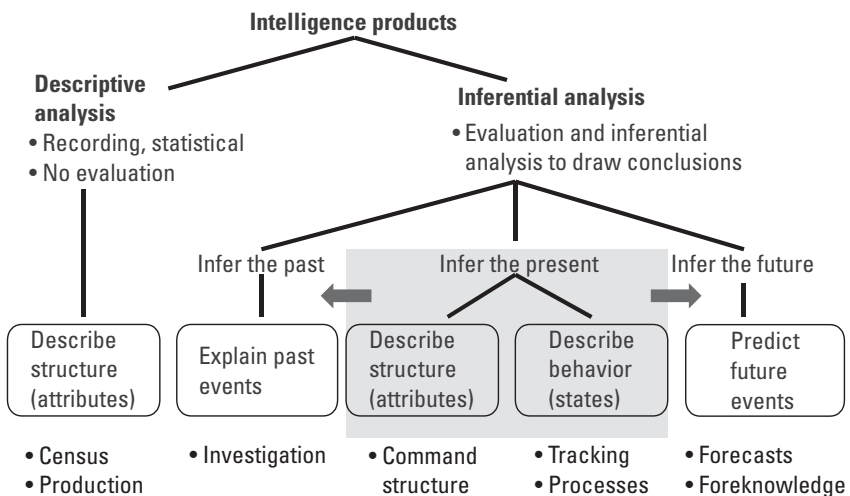 Intelligence products
Descriptive
analysis
• Recording, statistical
• No evaluation
Inferential analysis
• Evaluation and inferential
analysis to draw conclusions
Infer the past
Infer the present
Infer the future
Describe
structure
(attributes)
Explain past
events
Describe
structure
(attributes)
Describe
behavior
(states)
Predict
future
events
• Census
• Production
• Investigation
• Command
structure
• Tracking
• Processes
• Forecasts
• Foreknowledge